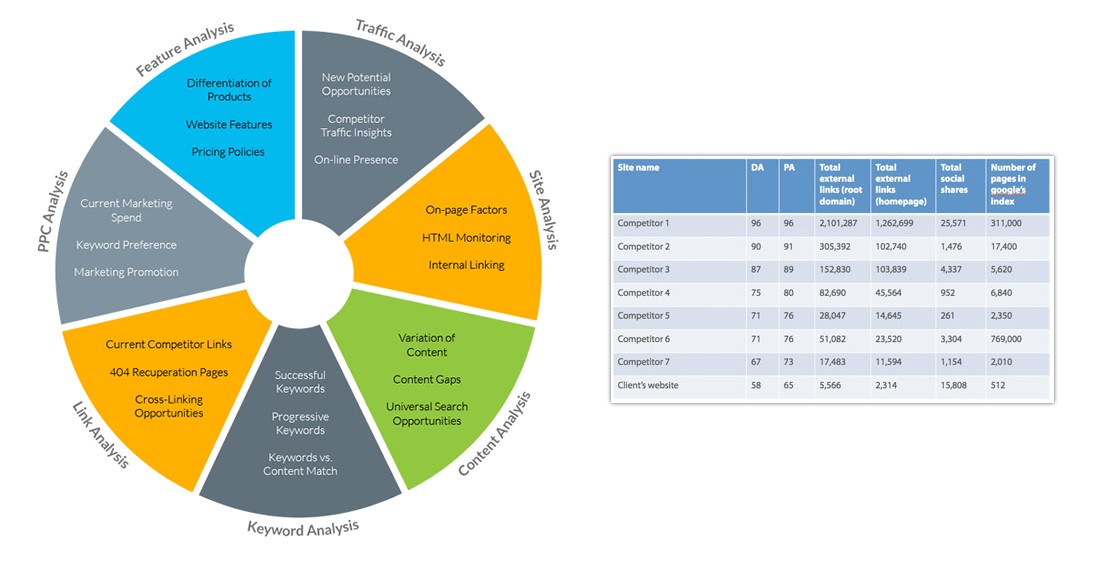 Feature Analysis
Differentiation of
Products
Website Features
Pricing Policies
Traffic Analysis
New Potential
Opportunities
Competitor
Traffic Insights
On-line Presence
Site Analysis
On-page Factors
HTML Monitoring
Internal Linking
Content Analysis
Variation of
Content
Content Gaps
Universal Search
Opportunities
Keyword Analysis
Successful
Keywords
Progressive
Keywords
Keywords vs.
Content Match
Link Analysis
Current Competitor Links
404 Recuperation Pages
Cross-Linking
Opportunities
PPC Analysis
Current Marketing
Spend
Keyword Preference
Marketing Promotion
Site name
DA
PA
Total
external
links (root
domain)
Total
external
links
(homepage)
Total
social
shares
Number of
pages in
google's
index
Competitor 1 96 96 2,101,287 1,262,699 25,571 311,000
Competitor 2 90 91 305,392 102,740 1,476 17,400
Competitor 3 87 89 152,830 103,839 4,337 5,620
Competitor 4 75 80 82,690 45,564 952 6,840
Competitor 5 71 76 28,047 14,645 261 2,350
Competitor 6 71 76 51,082 23,520 3,304 769,000
Competitor 7 67 73 17,483 11,594 1,154 2,010
Client's website 58 65 5,566 2,314 15,808 512